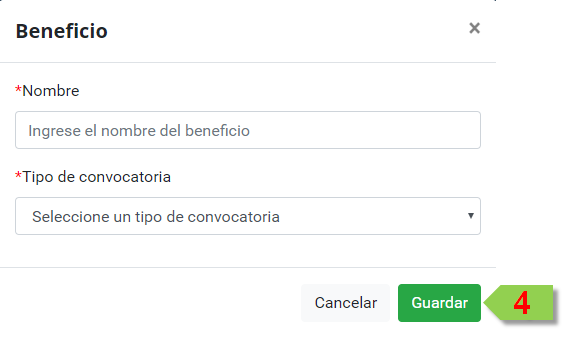 Beneficio ×
*Nombre
Ingrese el nombre del beneficio
*Tipo de convocatoria
Seleccione un tipo de convocatoria
Cancelar Guardar 4